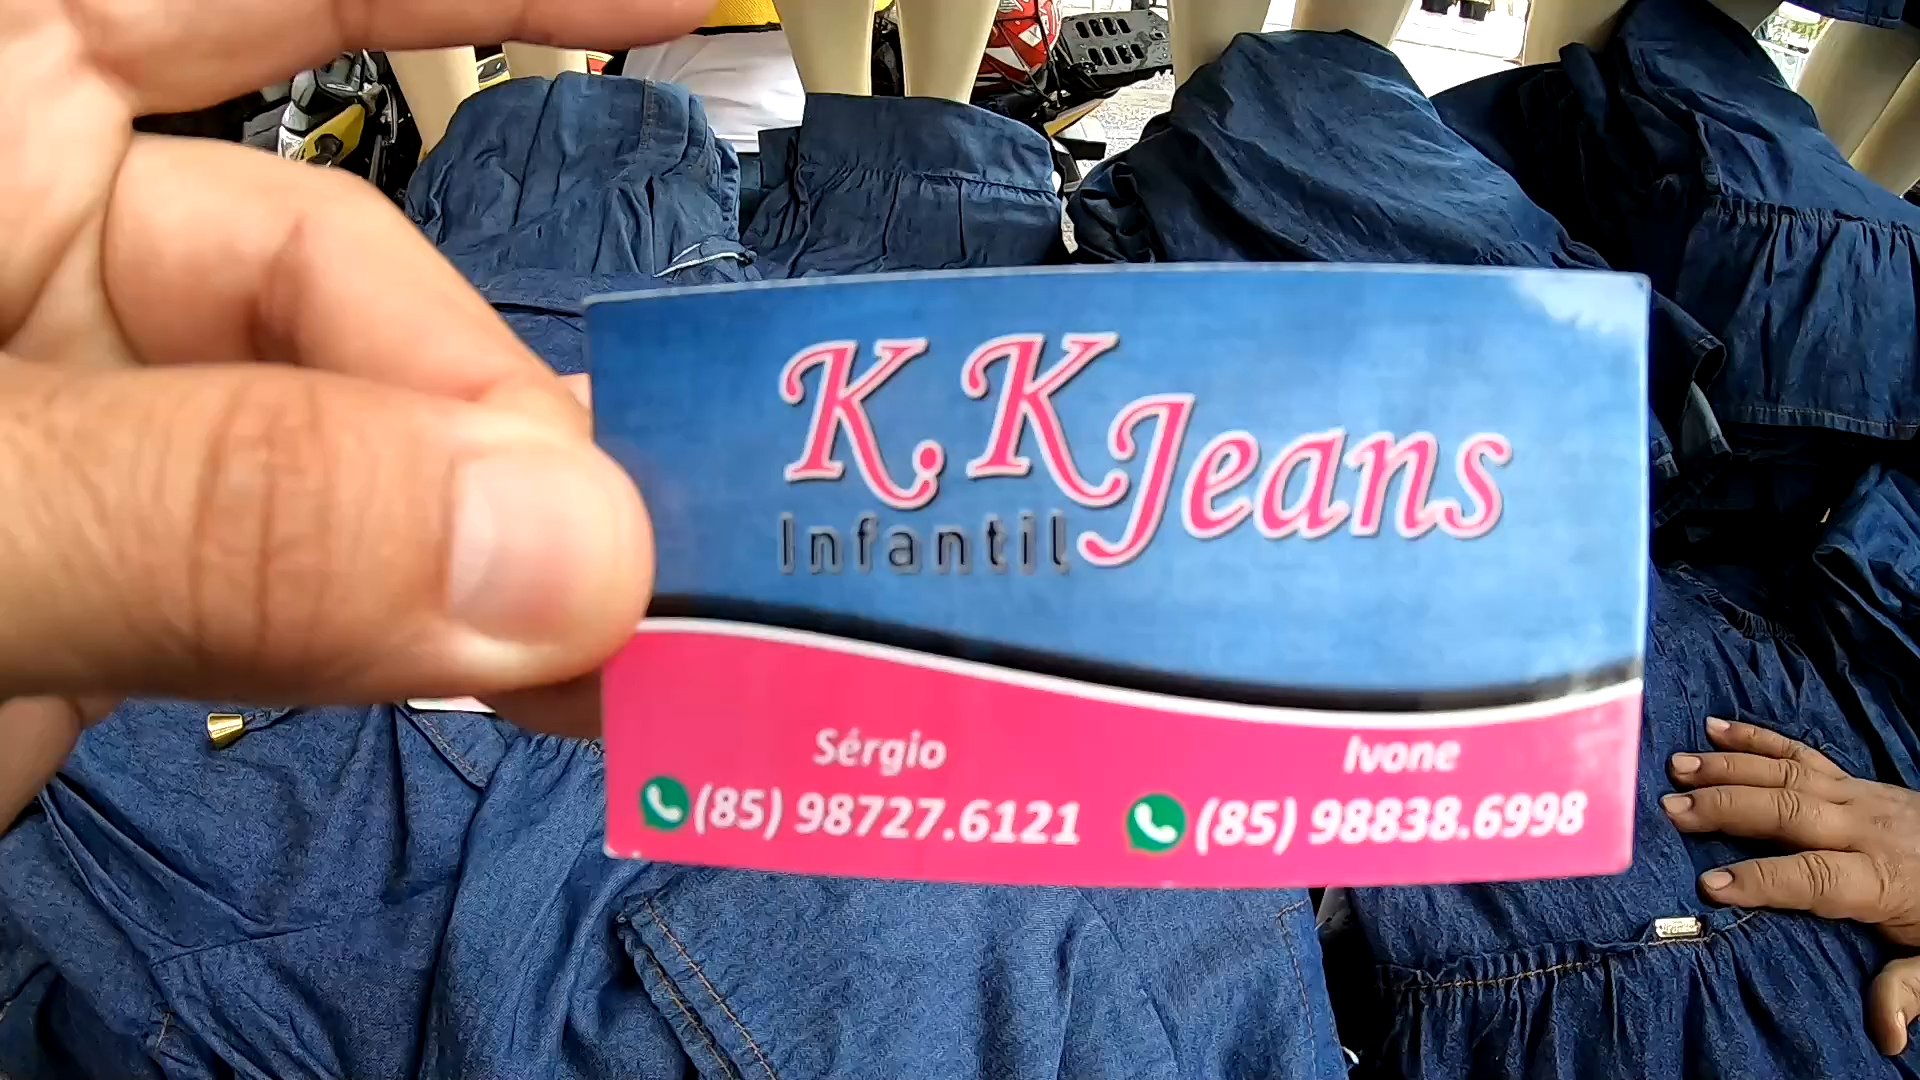 K.K Jeans
Infantil
Sérgio
(85) 98727.6121
Ivone
(85) 98838.6998